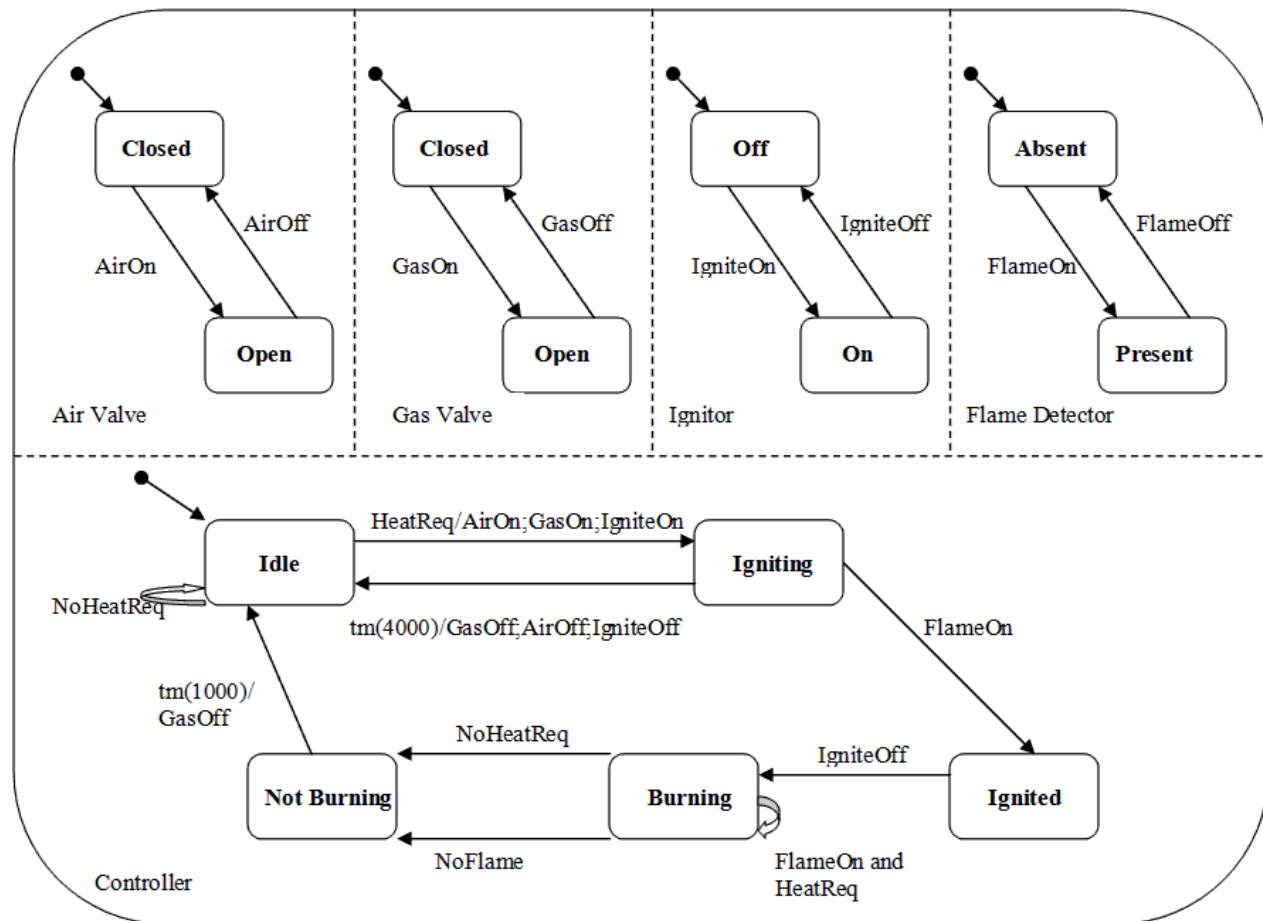 Closed
Closed
Off
Absent
AirOff
GasOff
IgniteOff
FlameOff
AirOn
GasOn
IgniteOn
FlameOn
Open
Open
On
Present
Air Valve
Gas Valve
Ignitor
Flame Detector
HeatReq/AirOn;GasOn;IgniteOn
Idle
Igniting
NoHeatReq
tm(4000)/GasOff;AirOff;IgniteOff
FlameOn
tm(1000)/
GasOff
NoHeatReq
IgniteOff
Not Burning
Burning
Ignited
NoFlame
FlameOn and
HeatReq
Controller